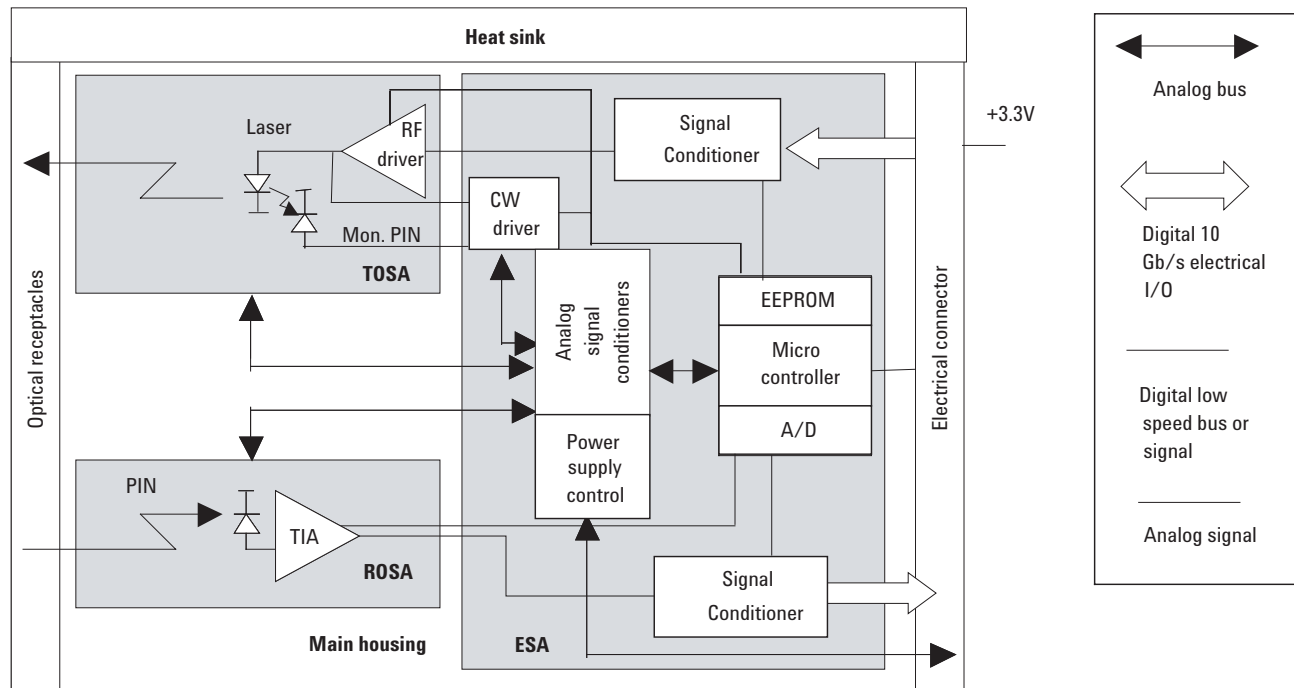 Heat sink
Optical receptacles
Laser
RF
driver
Mon. PIN
TOSA
CW
driver
Signal
Conditioner
Analog
signal
conditioners
EEPROM
Micro
controller
A/D
Power
supply
control
PIN
TIA
ROSA
Signal
Conditioner
Main housing
ESA
Electrical connector
+3.3V
Analog bus
Digital 10
Gb/s electrical
I/O
Digital low
speed bus or
signal
Analog signal